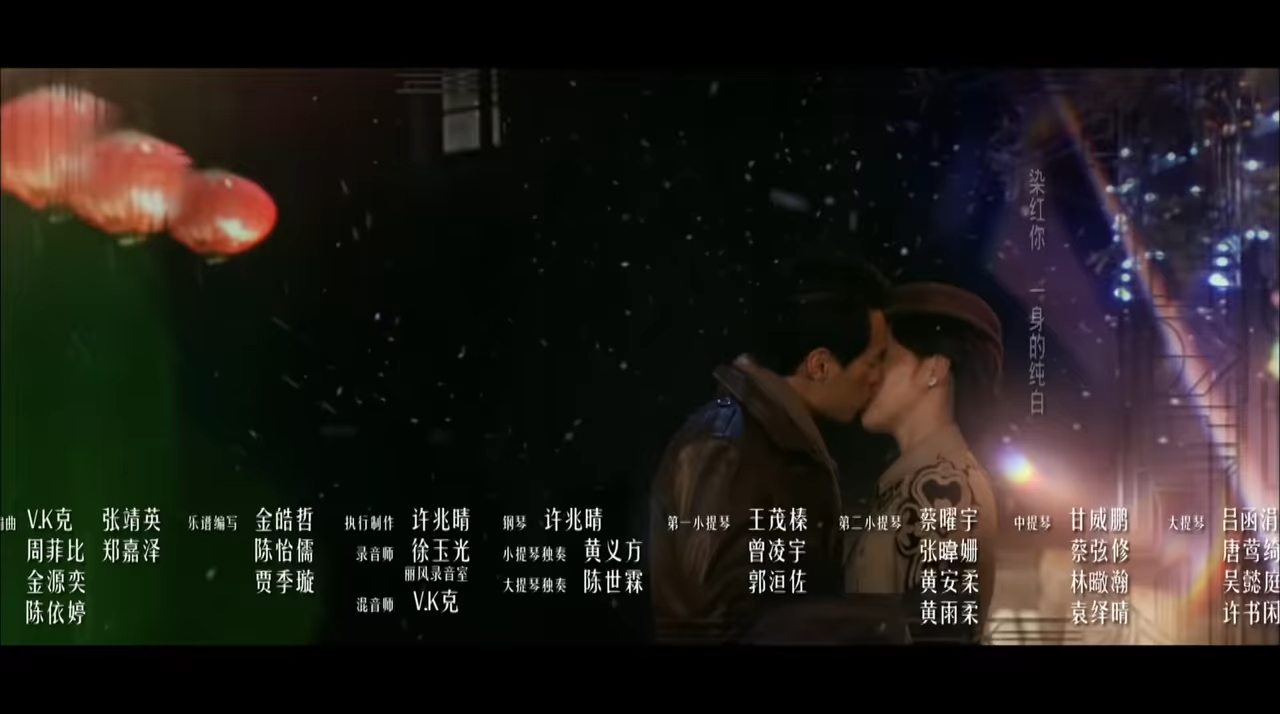 染红你 一身的纯白
曲 V.K克 张靖英
周菲比 郑嘉泽
金源奕
陈依婷
乐谱编写 金皓哲
陈怡儒
贾季璇
执行制作 许兆晴
录音师 徐玉光
丽风录音室
混音师 V.K克
钢琴 许兆晴
小提琴独奏 黄义方
大提琴独奏 陈世霖
第一小提琴 王茂榛
曾凌宇
郭洹佐
第二小提琴 蔡曜宇
张暐姗
黄安柔
黄雨柔
中提琴 甘威鹏
蔡弦修
林暾瀚
袁绎晴
大提琴 吕函涓
唐莺绮
吴懿庭
许书闲